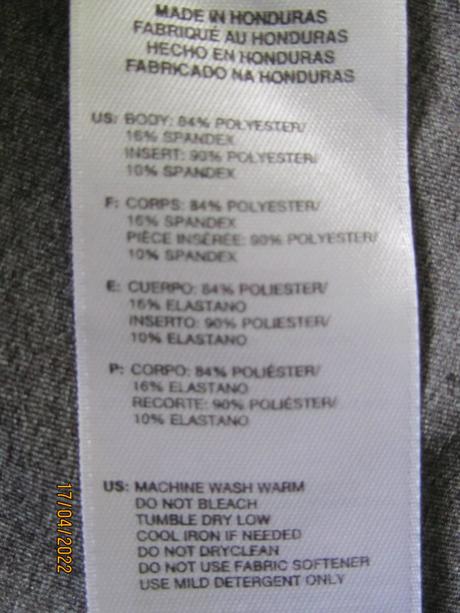 MADE IN HONDURAS
FABRIQUÉ AU HONDURAS
HECHO EN HONDURAS
FABRICADO NA HONDURAS
US: BODY: 84% POLYESTER/
16% SPANDEX
INSERT: 90% POLYESTER/
10% SPANDEX
F: CORPS: 84% POLYESTER/
16% SPANDEX
PIÈCE INSÉRÉE: 90% POLYESTER/
10% SPANDEX
E: CUERPO: 84% POLIESTER/
16% ELASTANO
INSERTO: 90% POLIESTER/
10% ELASTANO
P: CORPO: 84% POLIÉSTER/
16% ELASTANO
RECORTE: 90% POLIÉSTER/
10% ELASTANO
US: MACHINE WASH WARM
DO NOT BLEACH
TUMBLE DRY LOW
COOL IRON IF NEEDED
DO NOT DRYCLEAN
DO NOT USE FABRIC SOFTENER
USE MILD DETERGENT ONLY
17/04/2022